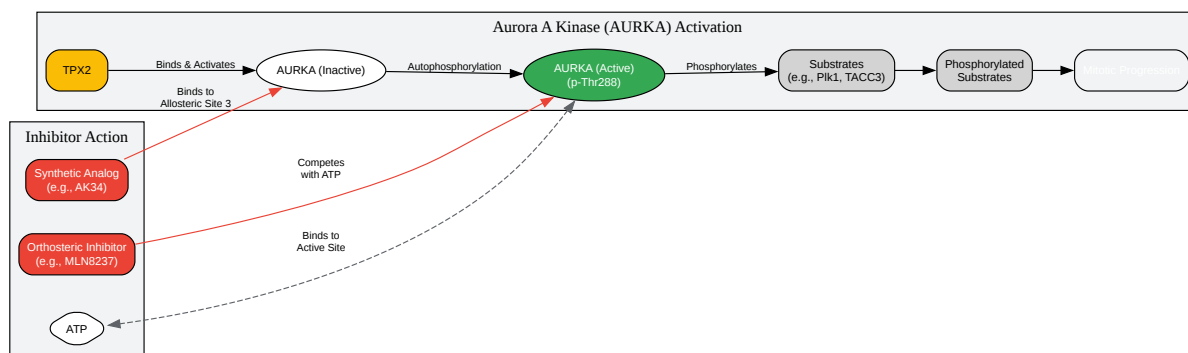 Aurora A Kinase (AURKA) Activation
TPX2
Binds & Activates
AURKA (Inactive)
Autophosphorylation
AURKA (Active)
(p-Thr288)
Phosphorylates
Substrates
(e.g., Plk1, TACC3)
Phosphorylated
Substrates
Mitotic Progression
Binds to
Allosteric Site 3
Inhibitor Action
Synthetic Analog
(e.g., AK34)
Competes
with ATP
Orthosteric Inhibitor
(e.g., MLN8237)
Binds to
Active Site
ATP